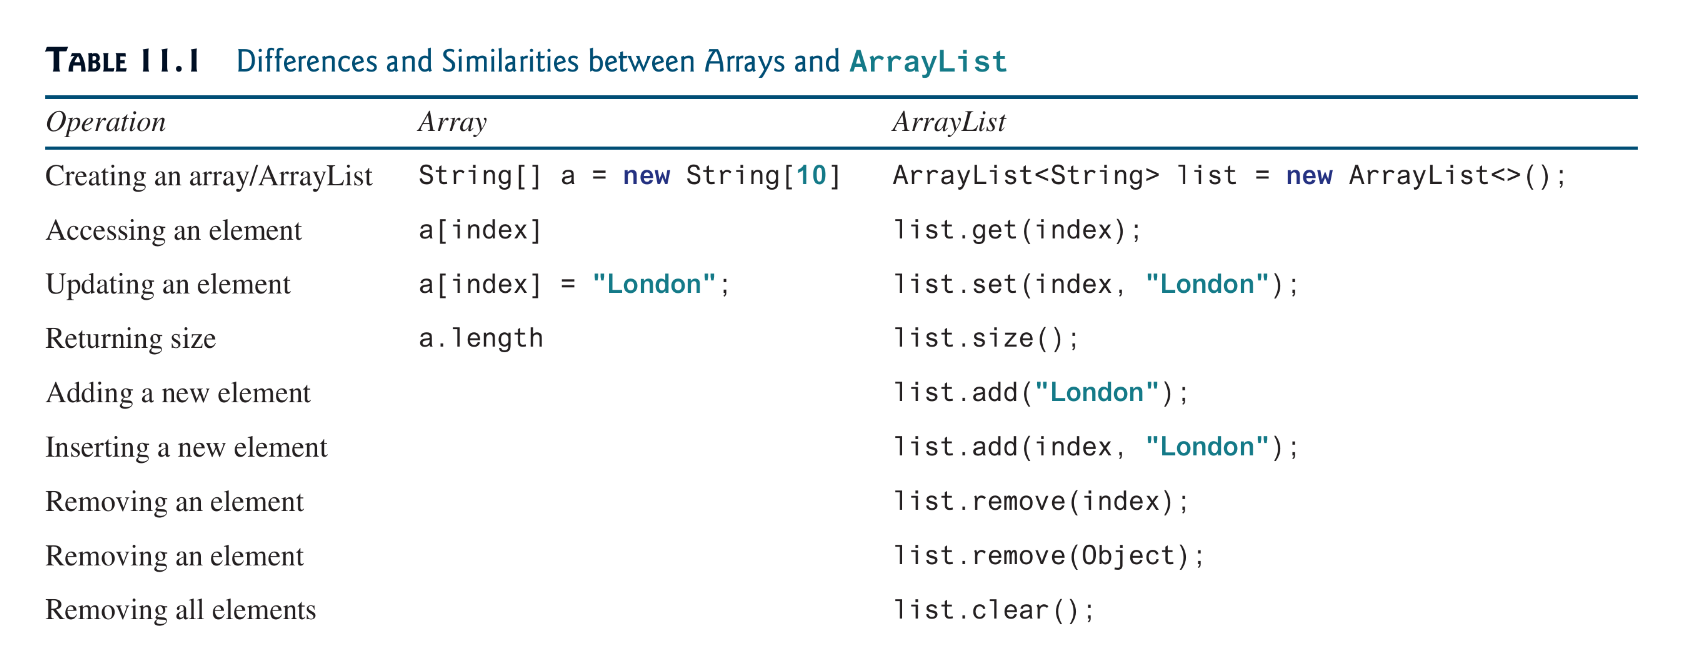 TABLE 11.1 Differences and Similarities between Arrays and ArrayList
Operation Array ArrayList
Creating an array/ArrayList String[] a = new String[10] ArrayList<String> list = new ArrayList<>();
Accessing an element a[index] list.get(index);
Updating an element a[index] = "London"; list.set(index, "London");
Returning size a.length list.size();
Adding a new element list.add("London");
Inserting a new element list.add(index, "London");
Removing an element list.remove(index);
Removing an element list.remove(Object);
Removing all elements list.clear();